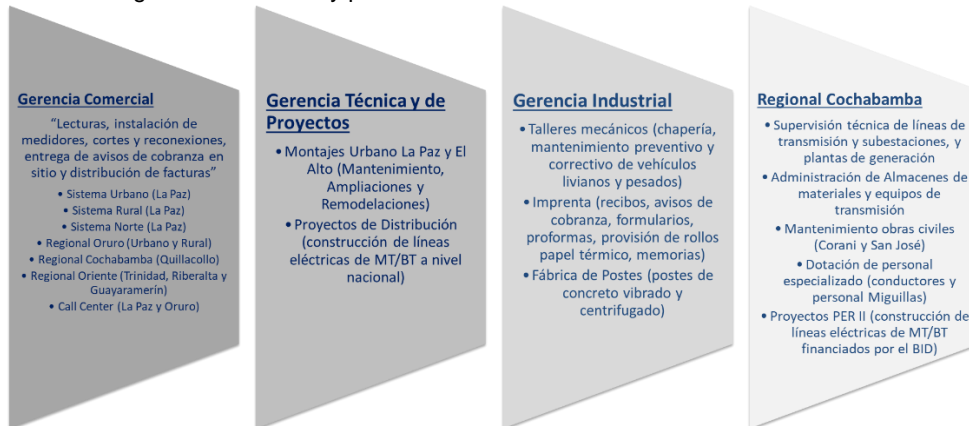 Gerencia Comercial
"Lecturas, instalación de
medidores, cortes y reconexiones,
entrega de avisos de cobranza en
sitio y distribución de facturas"
• Sistema Urbano (La Paz)
• Sistema Rural (La Paz)
• Sistema Norte (La Paz)
• Regional Oruro (Urbano y Rural)
• Regional Cochabamba (Quillacollo)
• Regional Oriente (Trinidad, Riberalta y
Guayaramerín)
• Call Center (La Paz y Oruro)
Gerencia Técnica y de
Proyectos
• Montajes Urbano La Paz y El
Alto (Mantenimiento,
Ampliaciones y
Remodelaciones)
• Proyectos de Distribución
(construcción de líneas
eléctricas de MT/BT a nivel
nacional)
Gerencia Industrial
• Talleres mecánicos (chapería,
mantenimiento preventivo y
correctivo de vehículos
livianos y pesados)
• Imprenta (recibos, avisos de
cobranza, formularios,
proformas, provisión de rollos
papel térmico, memorias)
• Fábrica de Postes (postes de
concreto vibrado y
centrifugado)
Regional Cochabamba
• Supervisión técnica de líneas de
transmisión y subestaciones, y
plantas de generación
• Administración de Almacenes de
materiales y equipos de
transmisión
• Mantenimiento obras civiles
(Corani y San José)
• Dotación de personal
especializado (conductores y
personal Miguillas)
• Proyectos PER II (construcción de
líneas eléctricas de MT/BT
financiados por el BID)